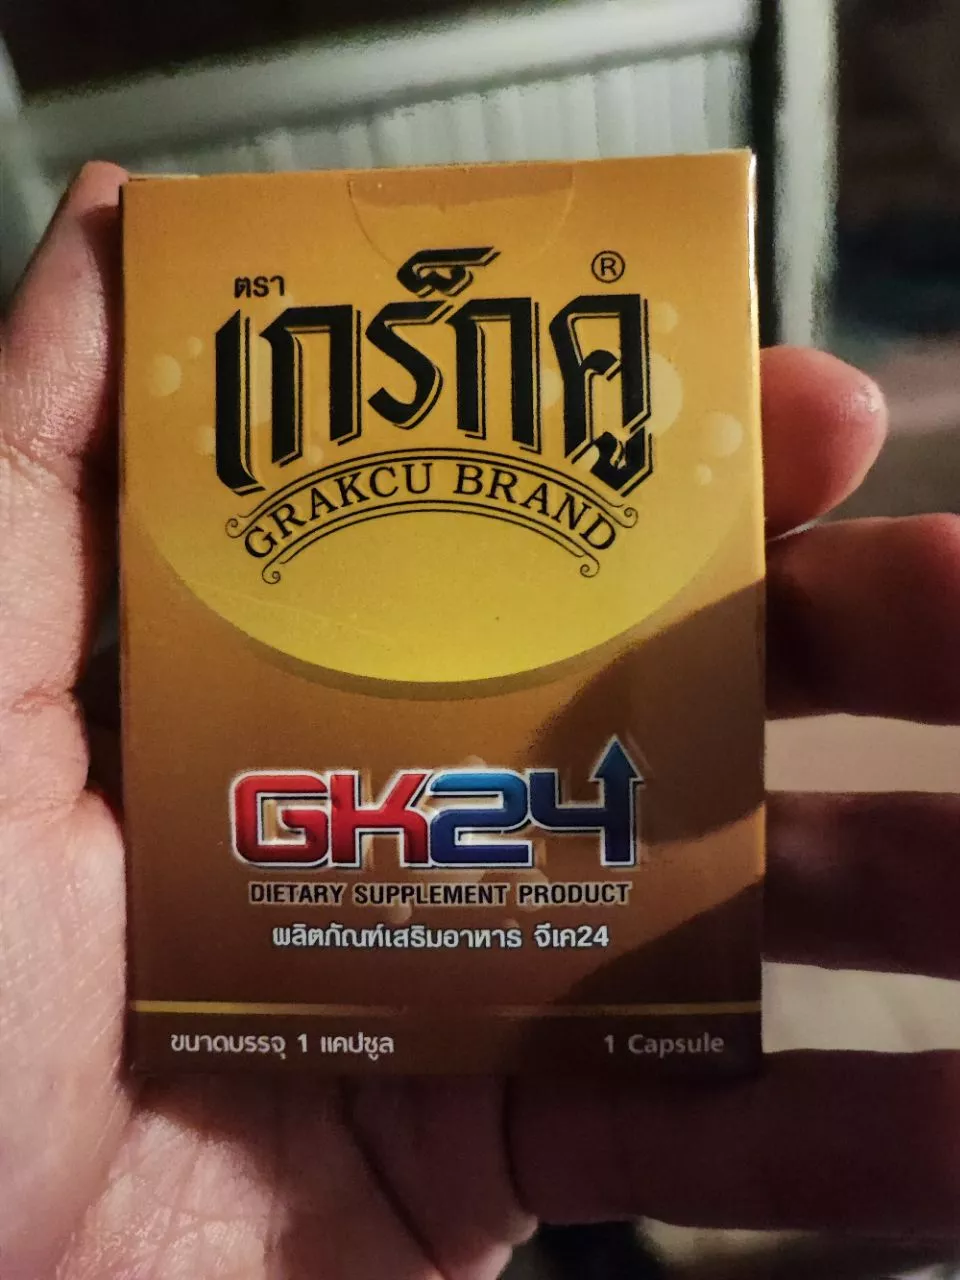 ตรา
เกร็กคู ®
GRAKCU BRAND
GK24
DIETARY SUPPLEMENT PRODUCT
ผลิตภัณฑ์เสริมอาหาร จีเค24
ขนาดบรรจุ 1 แคปซูล 1 Capsule